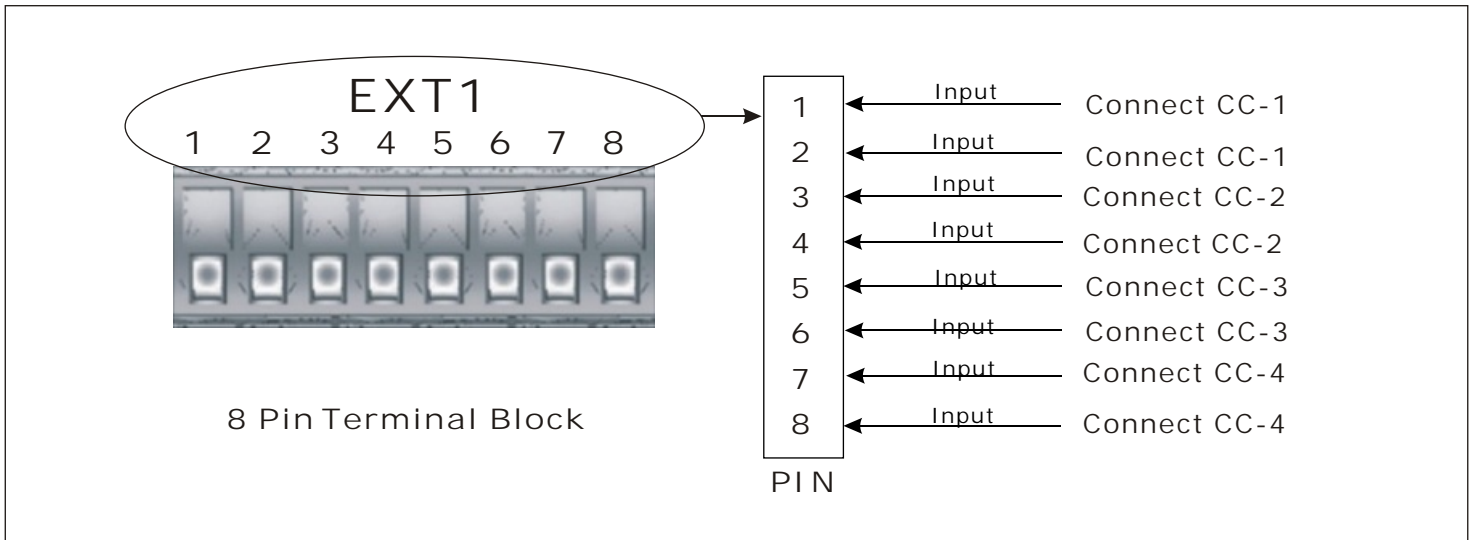 EXT1
1 2 3 4 5 6 7 8
8 Pin Terminal Block
1 Input Connect CC-1
2 Input Connect CC-1
3 Input Connect CC-2
4 Input Connect CC-2
5 Input Connect CC-3
6 Input Connect CC-3
7 Input Connect CC-4
8 Input Connect CC-4
PIN